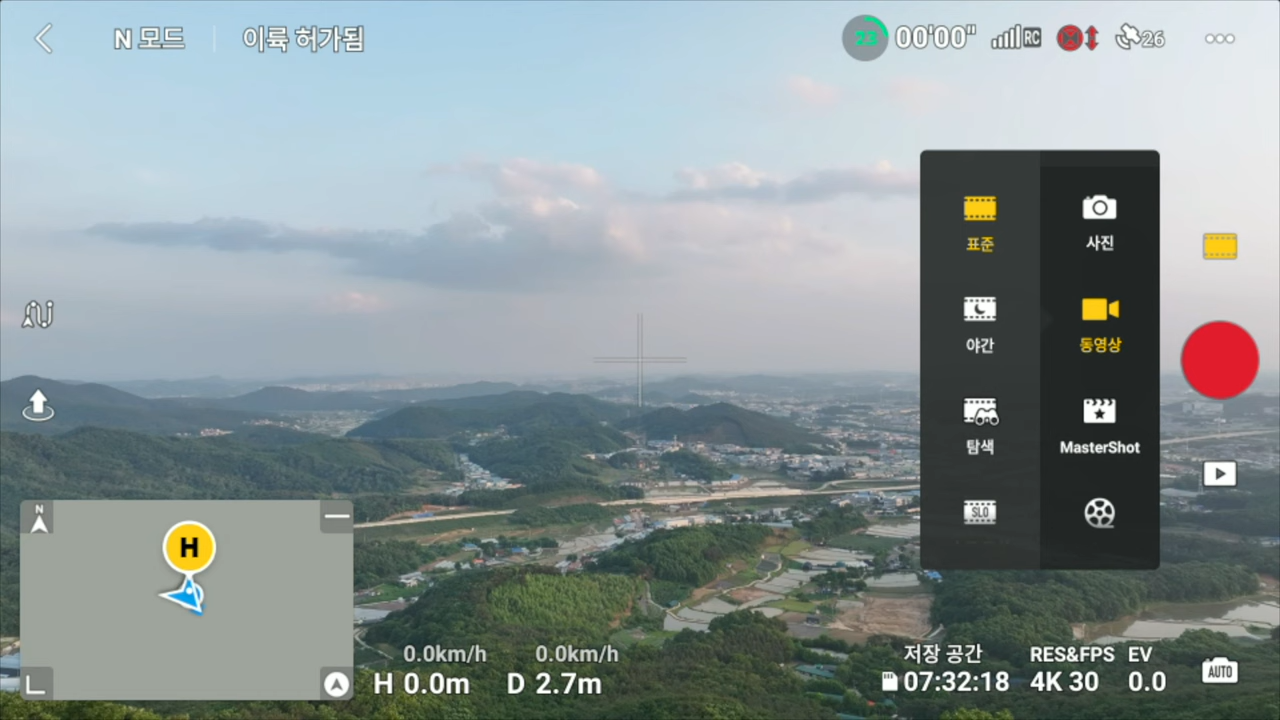 N 모드
이륙 허가됨
23
00'00"
RC
26
표준
사진
야간
동영상
탐색
MasterShot
SLO
N
H
0.0km/h
0.0km/h
H 0.0m
D 2.7m
저장 공간
07:32:18
RES&FPS
4K 30
EV
0.0
AUTO